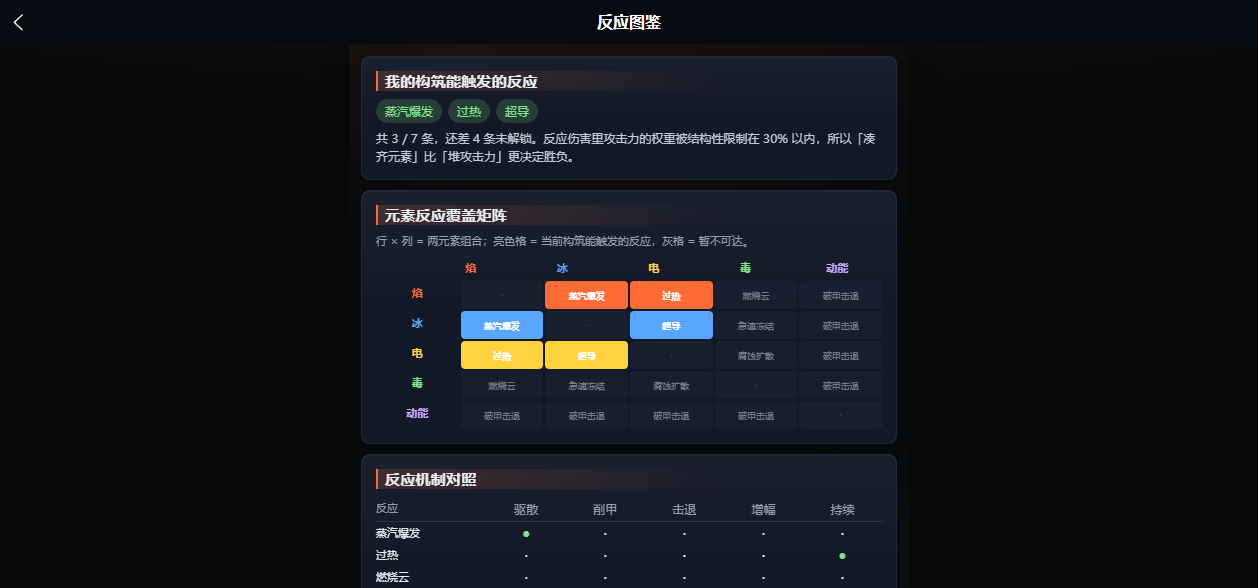 反应图鉴
我的构筑能触发的反应
蒸汽爆发 过热 超导
共 3 / 7 条，还差 4 条未解锁。反应伤害里攻击力的权重被结构性限制在 30% 以内，所以「凑
齐元素」比「堆攻击力」更决定胜负。
元素反应覆盖矩阵
行 × 列 = 两元素组合；亮色格 = 当前构筑能触发的反应，灰格 = 暂不可达。
焰 冰 电 毒 动能
焰 · 蒸汽爆发 过热 燃烧云 破甲击退
冰 蒸汽爆发 · 超导 急速冻结 破甲击退
电 过热 超导 · 腐蚀扩散 破甲击退
毒 燃烧云 急速冻结 腐蚀扩散 · 破甲击退
动能 破甲击退 破甲击退 破甲击退 破甲击退 ·
反应机制对照
反应 驱散 削甲 击退 增幅 持续
蒸汽爆发 ● · · · ·
过热 · · · · ●
燃烧云 · · · · ·